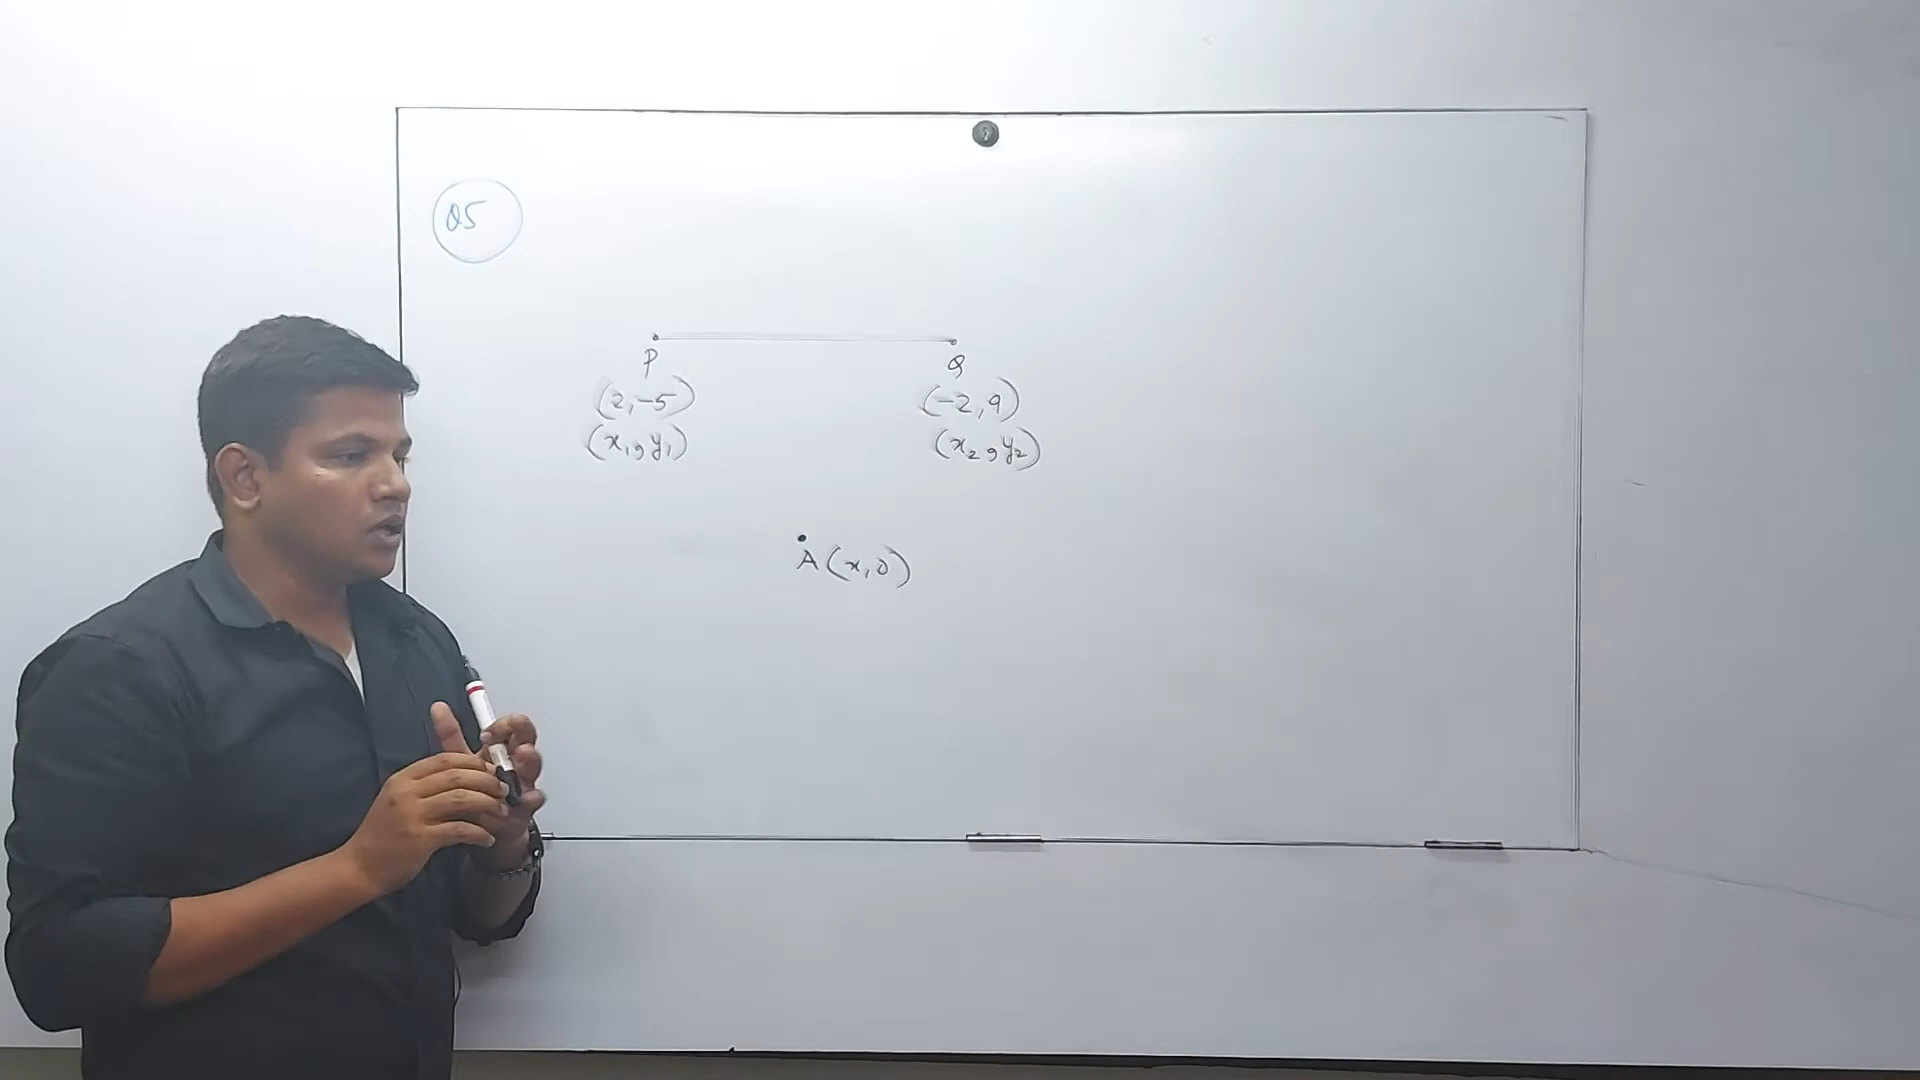 Q5
P Q
(2,-5) (-2,9)
(x₁,y₁) (x₂,y₂)
A(x,0)